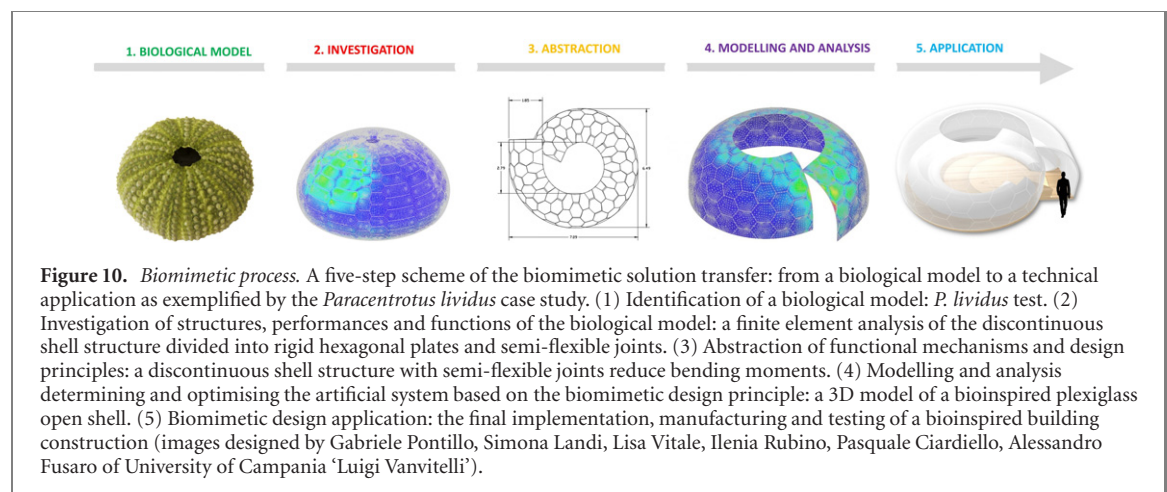 1. BIOLOGICAL MODEL
2. INVESTIGATION
3. ABSTRACTION
4. MODELLING AND ANALYSIS
5. APPLICATION
Figure 10. Biomimetic process. A five-step scheme of the biomimetic solution transfer: from a biological model to a technical
application as exemplified by the Paracentrotus lividus case study. (1) Identification of a biological model: P. lividus test. (2)
Investigation of structures, performances and functions of the biological model: a finite element analysis of the discontinuous
shell structure divided into rigid hexagonal plates and semi-flexible joints. (3) Abstraction of functional mechanisms and design
principles: a discontinuous shell structure with semi-flexible joints reduce bending moments. (4) Modelling and analysis
determining and optimising the artificial system based on the biomimetic design principle: a 3D model of a bioinspired plexiglass
open shell. (5) Biomimetic design application: the final implementation, manufacturing and testing of a bioinspired building
construction (images designed by Gabriele Pontillo, Simona Landi, Lisa Vitale, Ilenia Rubino, Pasquale Ciardiello, Alessandro
Fusaro of University of Campania ‘Luigi Vanvitelli’).